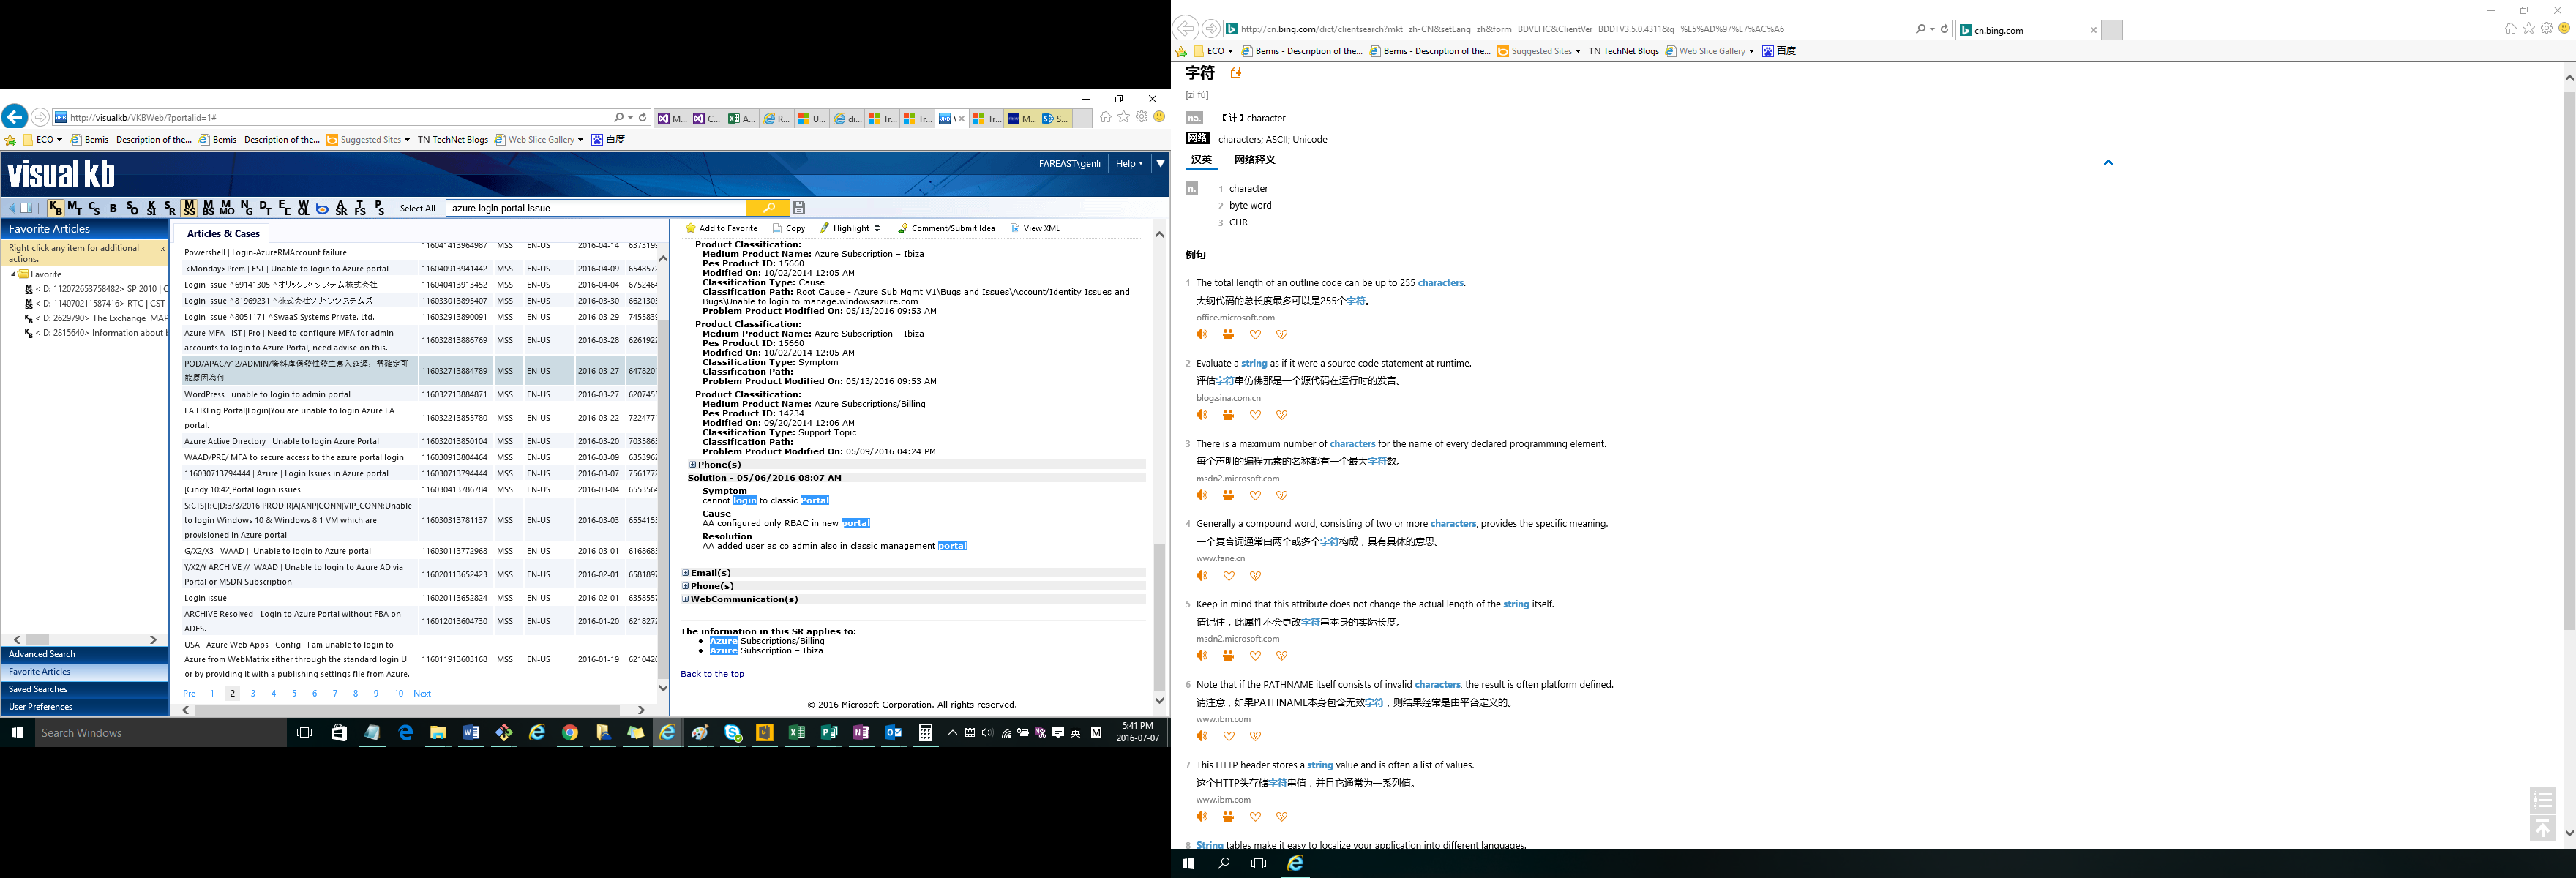 http://visualkb/VKBWeb/?portalid=1#
M... C... A... R... U... di... Tr... Tr... Tr... M... S...
ECO Bemis - Description of the... Bemis - Description of the... Suggested Sites TN TechNet Blogs Web Slice Gallery 百度
visual kb
FAREAST\genli Help
Select All azure login portal issue
Favorite Articles
Right click any item for additional actions. x
Favorite
<ID: 112072653758482> SP 2010 | C
<ID: 114070211587416> RTC | CST
<ID: 2629790> The Exchange IMAP
<ID: 2815640> Information about b
Advanced Search
Favorite Articles
Saved Searches
User Preferences
Articles & Cases
Powershell | Login-AzureRMAccount failure 116041413964987 MSS EN-US 2016-04-14 6373199
<Monday>Prem | EST | Unable to login to Azure portal 116040913941442 MSS EN-US 2016-04-09 6548572
Login Issue ^69141305 ^オリックス・システム株式会社 116040413913452 MSS EN-US 2016-04-04 6752464
Login Issue ^81969231 ^株式会社ソリトンシステムズ 116033013895407 MSS EN-US 2016-03-30 6621303
Login Issue ^8051171 ^SwaaS Systems Private. Ltd. 116032913890091 MSS EN-US 2016-03-29 7455839
Azure MFA | IST | Pro | Need to configure MFA for admin
accounts to login to Azure Portal, need advise on this. 116032813886769 MSS EN-US 2016-03-28 6261922
POD/APAC/v12/ADMIN/資料庫偶發性發生寫入延遲，需確定可
能原因為何 116032713884789 MSS EN-US 2016-03-27 6478201
WordPress | unable to login to admin portal 116032713884871 MSS EN-US 2016-03-27 6207455
EA|HKEng|Portal|Login|You are unable to login Azure EA
portal. 116032213855780 MSS EN-US 2016-03-22 7224771
Azure Active Directory | Unable to login Azure Portal 116032013850104 MSS EN-US 2016-03-20 7035863
WAAD/PRE/ MFA to secure access to the azure portal login. 116030913804464 MSS EN-US 2016-03-09 6353962
116030713794444 | Azure | Login Issues in Azure portal 116030713794444 MSS EN-US 2016-03-07 7561772
[Cindy 10:42]Portal login issues 116030413786784 MSS EN-US 2016-03-04 6553564
S:CTS|T:C|D:3/3/2016|PRODIR|A|ANP|CONN|VIP_CONN:Unable
to login Windows 10 & Windows 8.1 VM which are
provisioned in Azure portal 116030313781137 MSS EN-US 2016-03-03 6554153
G/X2/X3 | WAAD | Unable to login to Azure portal 116030113772968 MSS EN-US 2016-03-01 6168683
Y/X2/Y ARCHIVE // WAAD | Unable to login to Azure AD via
Portal or MSDN Subscription 116020113652423 MSS EN-US 2016-02-01 6581897
Login issue 116020113652824 MSS EN-US 2016-02-01 6358557
ARCHIVE Resolved - Login to Azure Portal without FBA on
ADFS. 116012013604730 MSS EN-US 2016-01-20 6218272
USA | Azure Web Apps | Config | I am unable to login to
Azure from WebMatrix either through the standard login UI
or by providing it with a publishing settings file from Azure. 116011913603168 MSS EN-US 2016-01-19 6210420
Pre 1 2 3 4 5 6 7 8 9 10 Next
Add to Favorite Copy Highlight Comment/Submit Idea View XML
Product Classification:
Medium Product Name: Azure Subscription – Ibiza
Pes Product ID: 15660
Modified On: 10/02/2014 12:05 AM
Classification Type: Cause
Classification Path: Root Cause - Azure Sub Mgmt V1\Bugs and Issues\Account/Identity Issues and
Bugs\Unable to login to manage.windowsazure.com
Problem Product Modified On: 05/13/2016 09:53 AM
Product Classification:
Medium Product Name: Azure Subscription – Ibiza
Pes Product ID: 15660
Modified On: 10/02/2014 12:05 AM
Classification Type: Symptom
Classification Path:
Problem Product Modified On: 05/13/2016 09:53 AM
Product Classification:
Medium Product Name: Azure Subscriptions/Billing
Pes Product ID: 14234
Modified On: 09/20/2014 12:06 AM
Classification Type: Support Topic
Classification Path:
Problem Product Modified On: 05/09/2016 04:24 PM
Phone(s)
Solution - 05/06/2016 08:07 AM
Symptom
cannot login to classic Portal
Cause
AA configured only RBAC in new portal
Resolution
AA added user as co admin also in classic management portal
Email(s)
Phone(s)
WebCommunication(s)
The information in this SR applies to:
Azure Subscriptions/Billing
Azure Subscription – Ibiza
Back to the top
© 2016 Microsoft Corporation. All rights reserved.
Search Windows
英 M
5:41 PM
2016-07-07
http://cn.bing.com/dict/clientsearch?mkt=zh-CN&setLang=zh&form=BDVEHC&ClientVer=BDDTV3.5.0.4311&q=%E5%AD%97%E7%AC%A6
cn.bing.com
ECO Bemis - Description of the... Bemis - Description of the... Suggested Sites TN TechNet Blogs Web Slice Gallery 百度
字符
[zì fú]
na. 【计】character
网络 characters; ASCII; Unicode
汉英 网络释义
n. 1 character
2 byte word
3 CHR
例句
1 The total length of an outline code can be up to 255 characters.
大纲代码的总长度最多可以是255个字符。
office.microsoft.com
2 Evaluate a string as if it were a source code statement at runtime.
评估字符串仿佛那是一个源代码在运行时的发言。
blog.sina.com.cn
3 There is a maximum number of characters for the name of every declared programming element.
每个声明的编程元素的名称都有一个最大字符数。
msdn2.microsoft.com
4 Generally a compound word, consisting of two or more characters, provides the specific meaning.
一个复合词通常由两个或多个字符构成，具有具体的意思。
www.fane.cn
5 Keep in mind that this attribute does not change the actual length of the string itself.
请记住，此属性不会更改字符串本身的实际长度。
msdn2.microsoft.com
6 Note that if the PATHNAME itself consists of invalid characters, the result is often platform defined.
请注意，如果PATHNAME本身包含无效字符，则结果经常是由平台定义的。
www.ibm.com
7 This HTTP header stores a string value and is often a list of values.
这个HTTP头存储字符串值，并且它通常为一系列值。
www.ibm.com
8 String tables make it easy to localize your application into different languages.